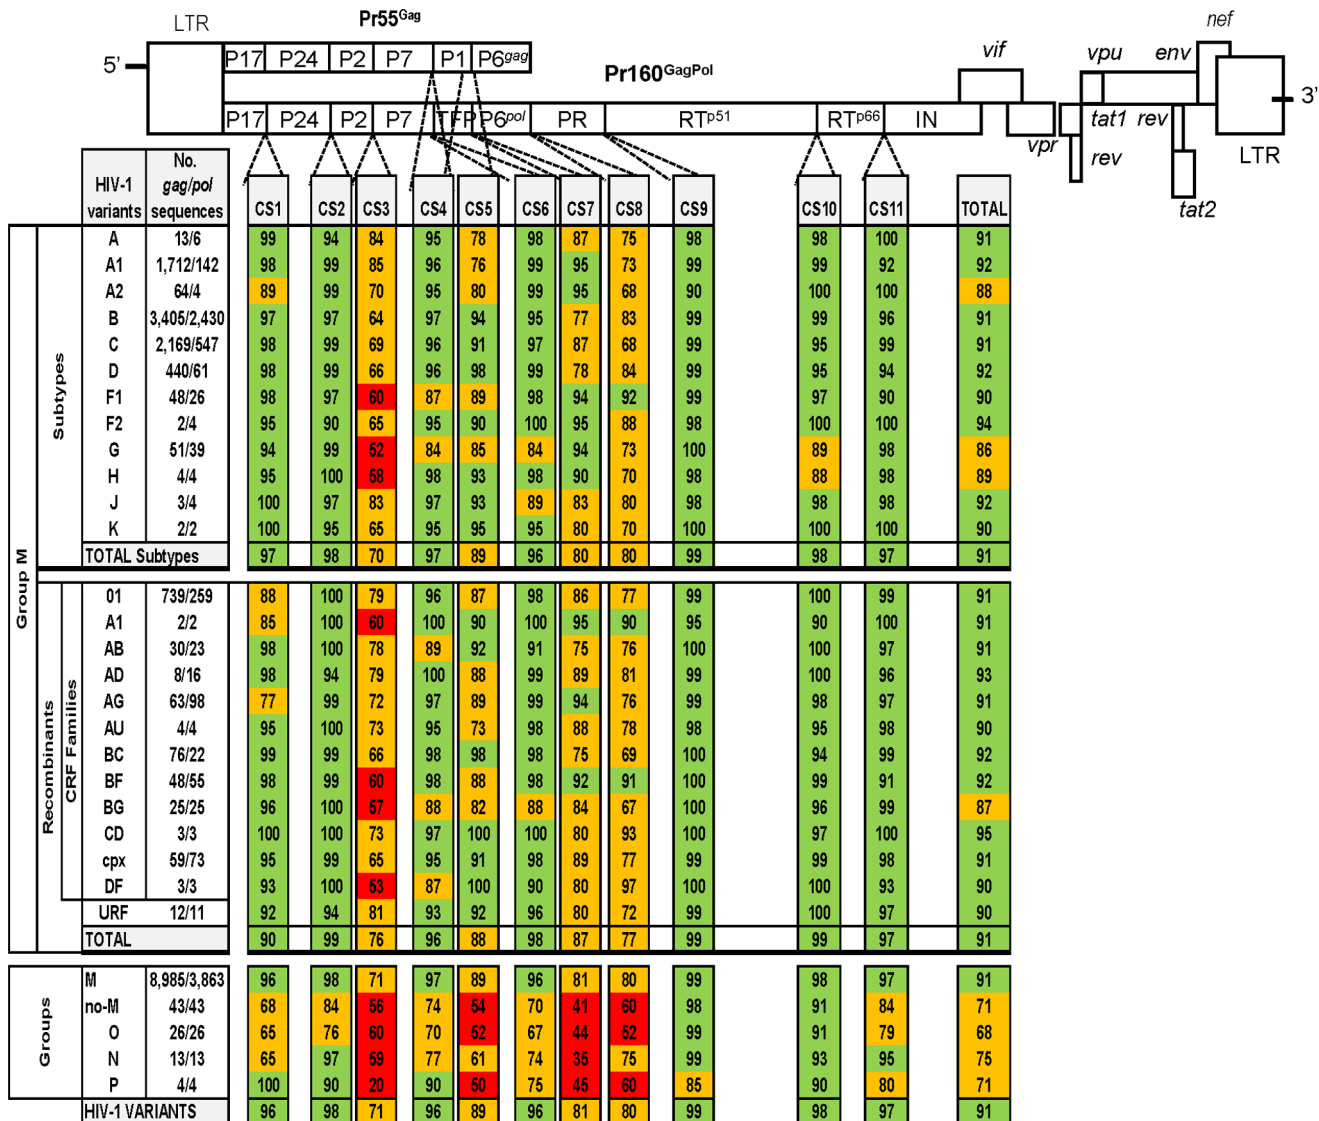 LTR Pr55Gag nef
5' P17 P24 P2 P7 P1 P6gag Pr160GagPol vif vpu env 3'
P17 P24 P2 P7 TFP P6pol PR RTp51 RTp66 IN vpr tat1 rev LTR
rev tat2
HIV-1 variants No. gag/pol sequences CS1 CS2 CS3 CS4 CS5 CS6 CS7 CS8 CS9 CS10 CS11 TOTAL
Group M
Subtypes
A 13/6 99 94 84 95 78 98 87 75 98 98 100 91
A1 1,712/142 98 99 85 96 76 99 95 73 99 99 92 92
A2 64/4 89 99 70 95 80 99 95 68 90 100 100 88
B 3,405/2,430 97 97 64 97 94 95 77 83 99 99 96 91
C 2,169/547 98 99 69 96 91 97 87 68 99 95 99 91
D 440/61 98 99 66 96 98 99 78 84 99 95 94 92
F1 48/26 98 97 60 87 89 98 94 92 99 97 90 90
F2 2/4 95 90 65 95 90 100 95 88 98 100 100 94
G 51/39 94 99 52 84 85 84 94 73 100 89 98 86
H 4/4 95 100 58 98 93 98 90 70 98 88 98 89
J 3/4 100 97 83 97 93 89 83 80 98 98 98 92
K 2/2 100 95 65 95 95 95 80 70 100 100 100 90
TOTAL Subtypes 97 98 70 97 89 96 80 80 99 98 97 91
Recombinants
CRF Families
01 739/259 88 100 79 96 87 98 86 77 99 100 99 91
A1 2/2 85 100 60 100 90 100 95 90 95 90 100 91
AB 30/23 98 100 78 89 92 91 75 76 100 100 98 91
AD 8/16 98 94 79 100 88 99 89 81 99 100 96 93
AG 63/98 77 99 72 97 89 99 94 76 99 98 97 91
AU 4/4 95 100 73 95 73 98 88 78 98 95 98 90
BC 76/22 99 99 66 98 98 98 75 69 100 94 99 92
BF 48/55 98 99 60 98 88 98 92 91 100 99 91 92
BG 25/25 96 100 57 88 82 88 84 67 100 96 99 87
CD 3/3 100 100 73 97 100 100 80 93 100 97 100 95
cpx 59/73 95 99 65 95 91 98 89 77 99 99 98 91
DF 3/3 93 100 53 87 100 90 80 97 100 100 93 90
URF 12/11 92 94 81 93 92 96 80 72 99 100 97 90
TOTAL 90 99 76 96 88 98 87 77 99 99 97 91
Groups
M 8,985/3,863 96 98 71 97 89 96 81 80 99 98 97 91
no-M 43/43 68 84 56 74 54 70 41 60 98 91 84 71
O 26/26 65 76 60 70 52 67 44 52 99 91 79 68
N 13/13 65 97 59 77 61 74 35 75 99 93 95 75
P 4/4 100 90 20 90 50 75 45 60 85 90 80 71
HIV-1 VARIANTS 96 98 71 96 89 96 81 80 99 98 97 91